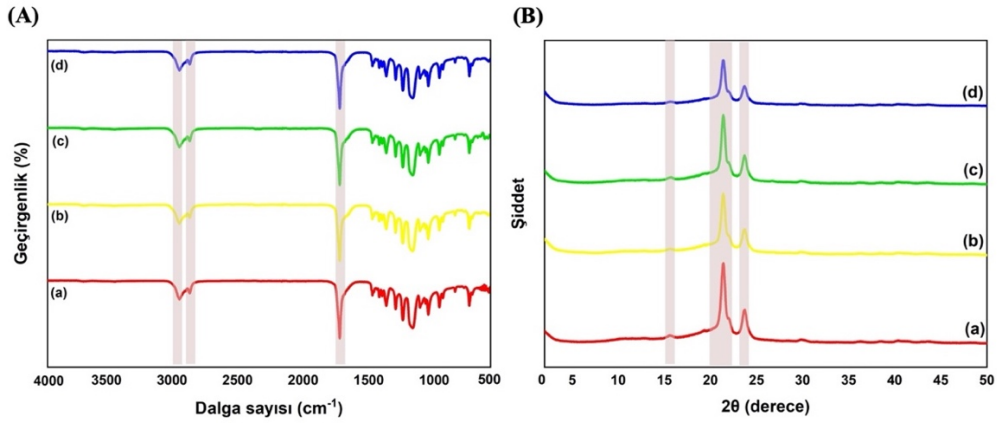 (A)
(d)
(c)
(b)
(a)
Geçirgenlik (%)
4000 3500 3000 2500 2000 1500 1000 500
Dalga sayısı (cm-1)
(B)
(d)
(c)
(b)
(a)
Şiddet
0 5 10 15 20 25 30 35 40 45 50
2θ (derece)